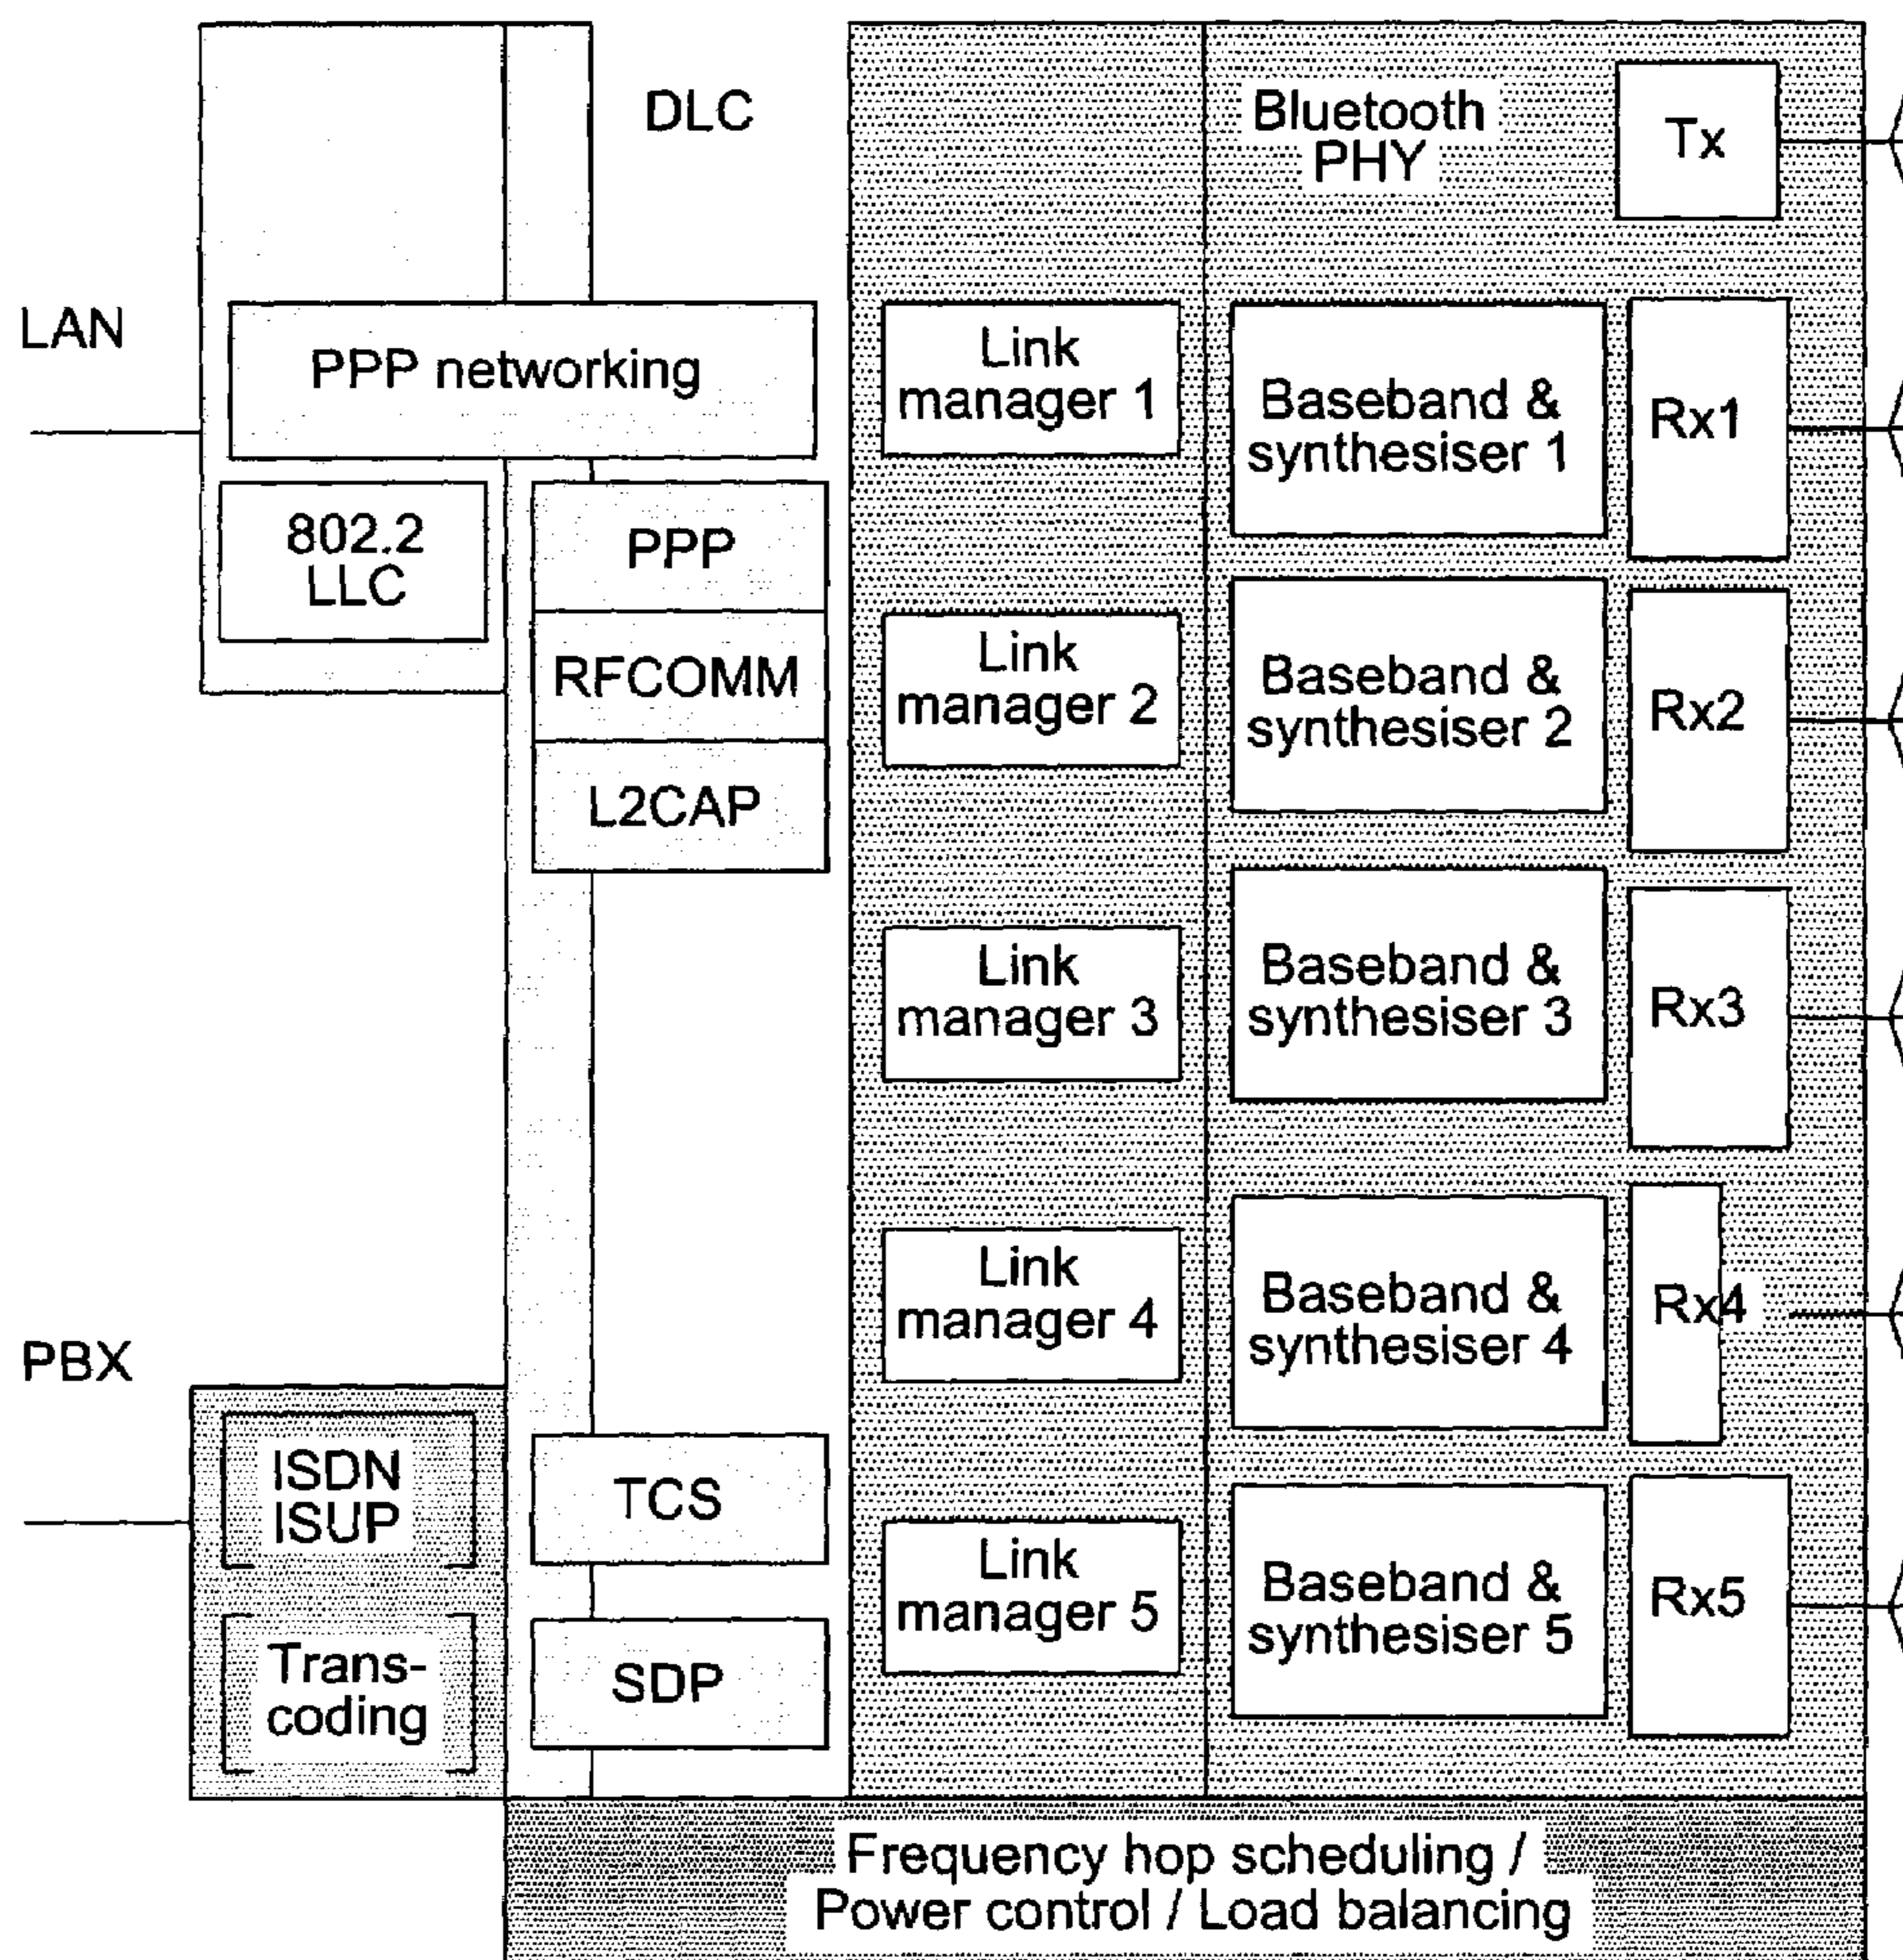 DLC
Bluetooth
PHY
Tx
LAN
PPP networking
802.2
LLC
PPP
RFCOMM
L2CAP
Link
manager 1
Baseband &
synthesiser 1
Rx1
Link
manager 2
Baseband &
synthesiser 2
Rx2
Link
manager 3
Baseband &
synthesiser 3
Rx3
Link
manager 4
Baseband &
synthesiser 4
Rx4
PBX
ISDN
ISUP
Trans-
coding
TCS
SDP
Link
manager 5
Baseband &
synthesiser 5
Rx5
Frequency hop scheduling /
Power control / Load balancing